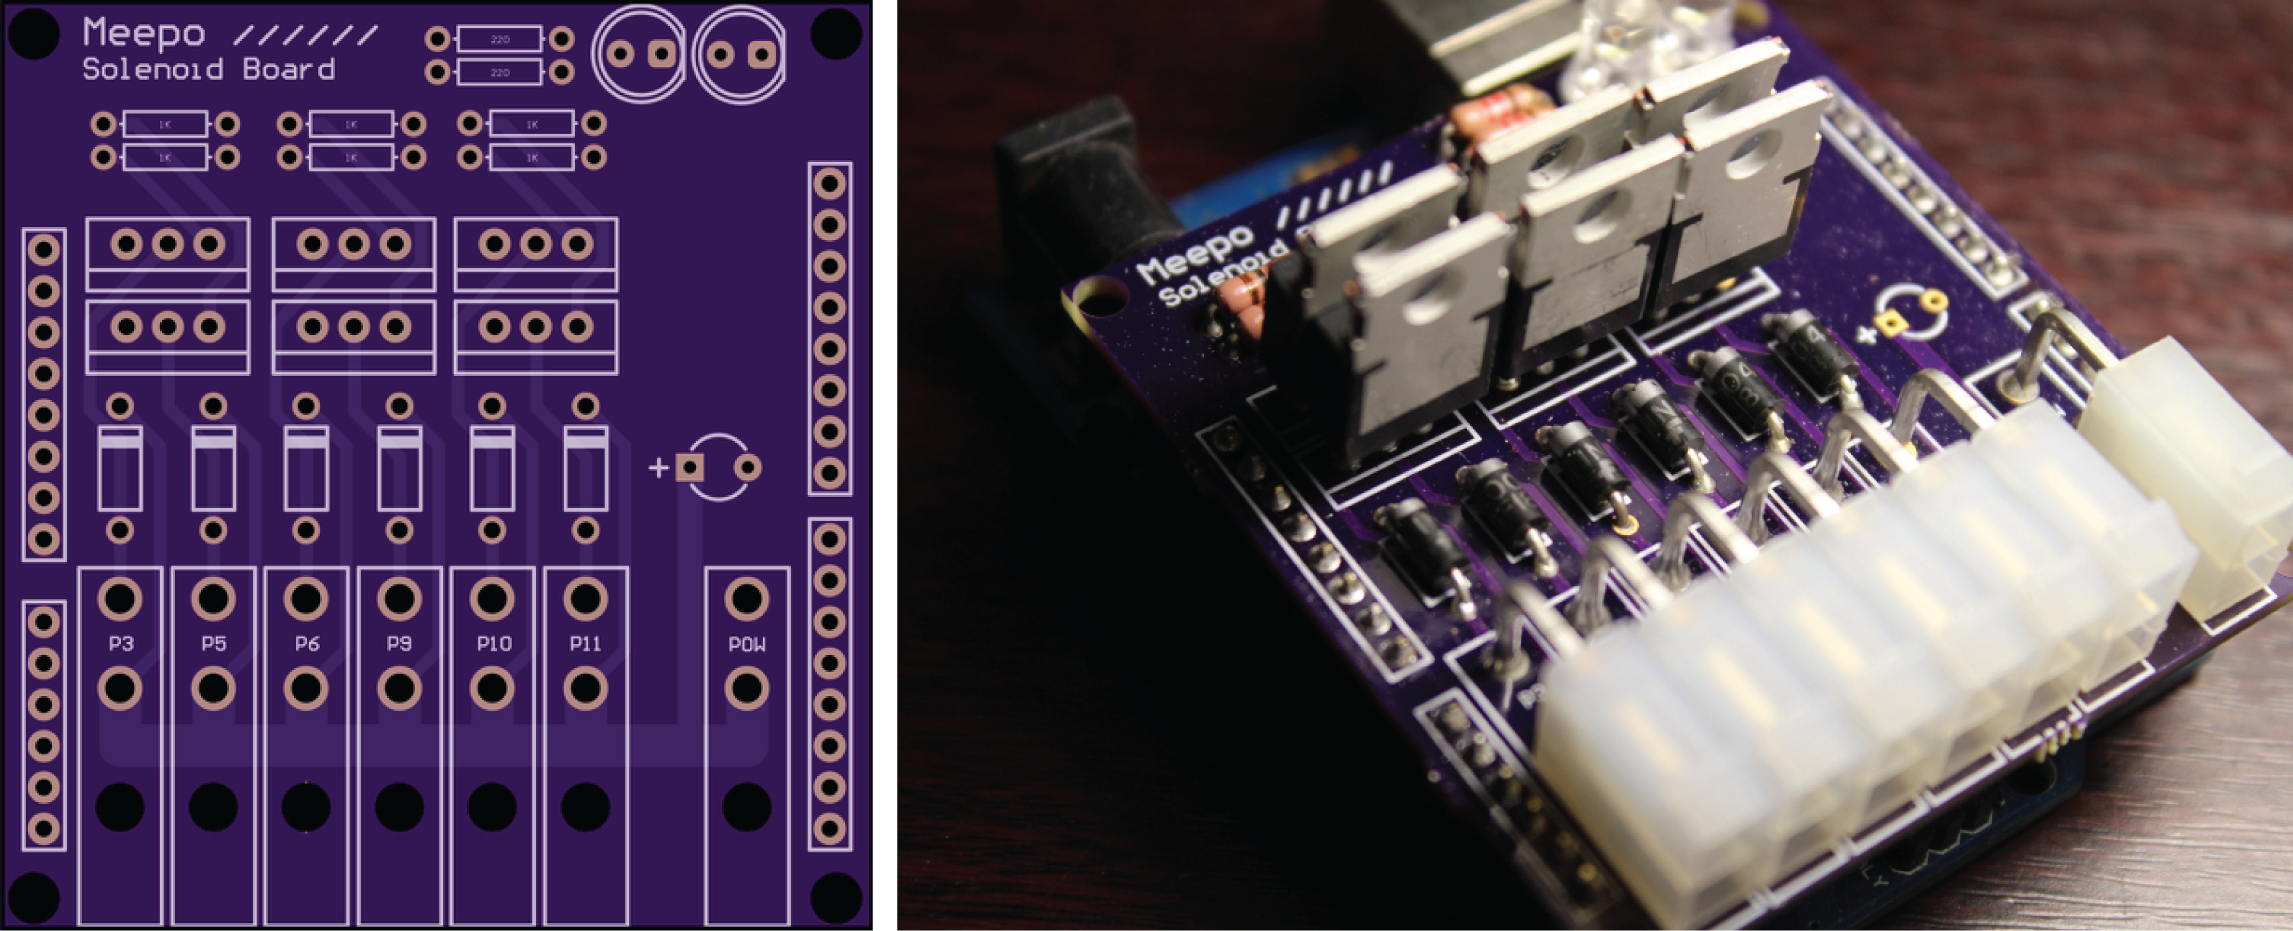 Meepo //////
Solenoid Board
220
220
1K 1K 1K
1K 1K 1K
+
P3 P5 P6 P9 P10 P11 POW
Meepo //////
Solenoid
+